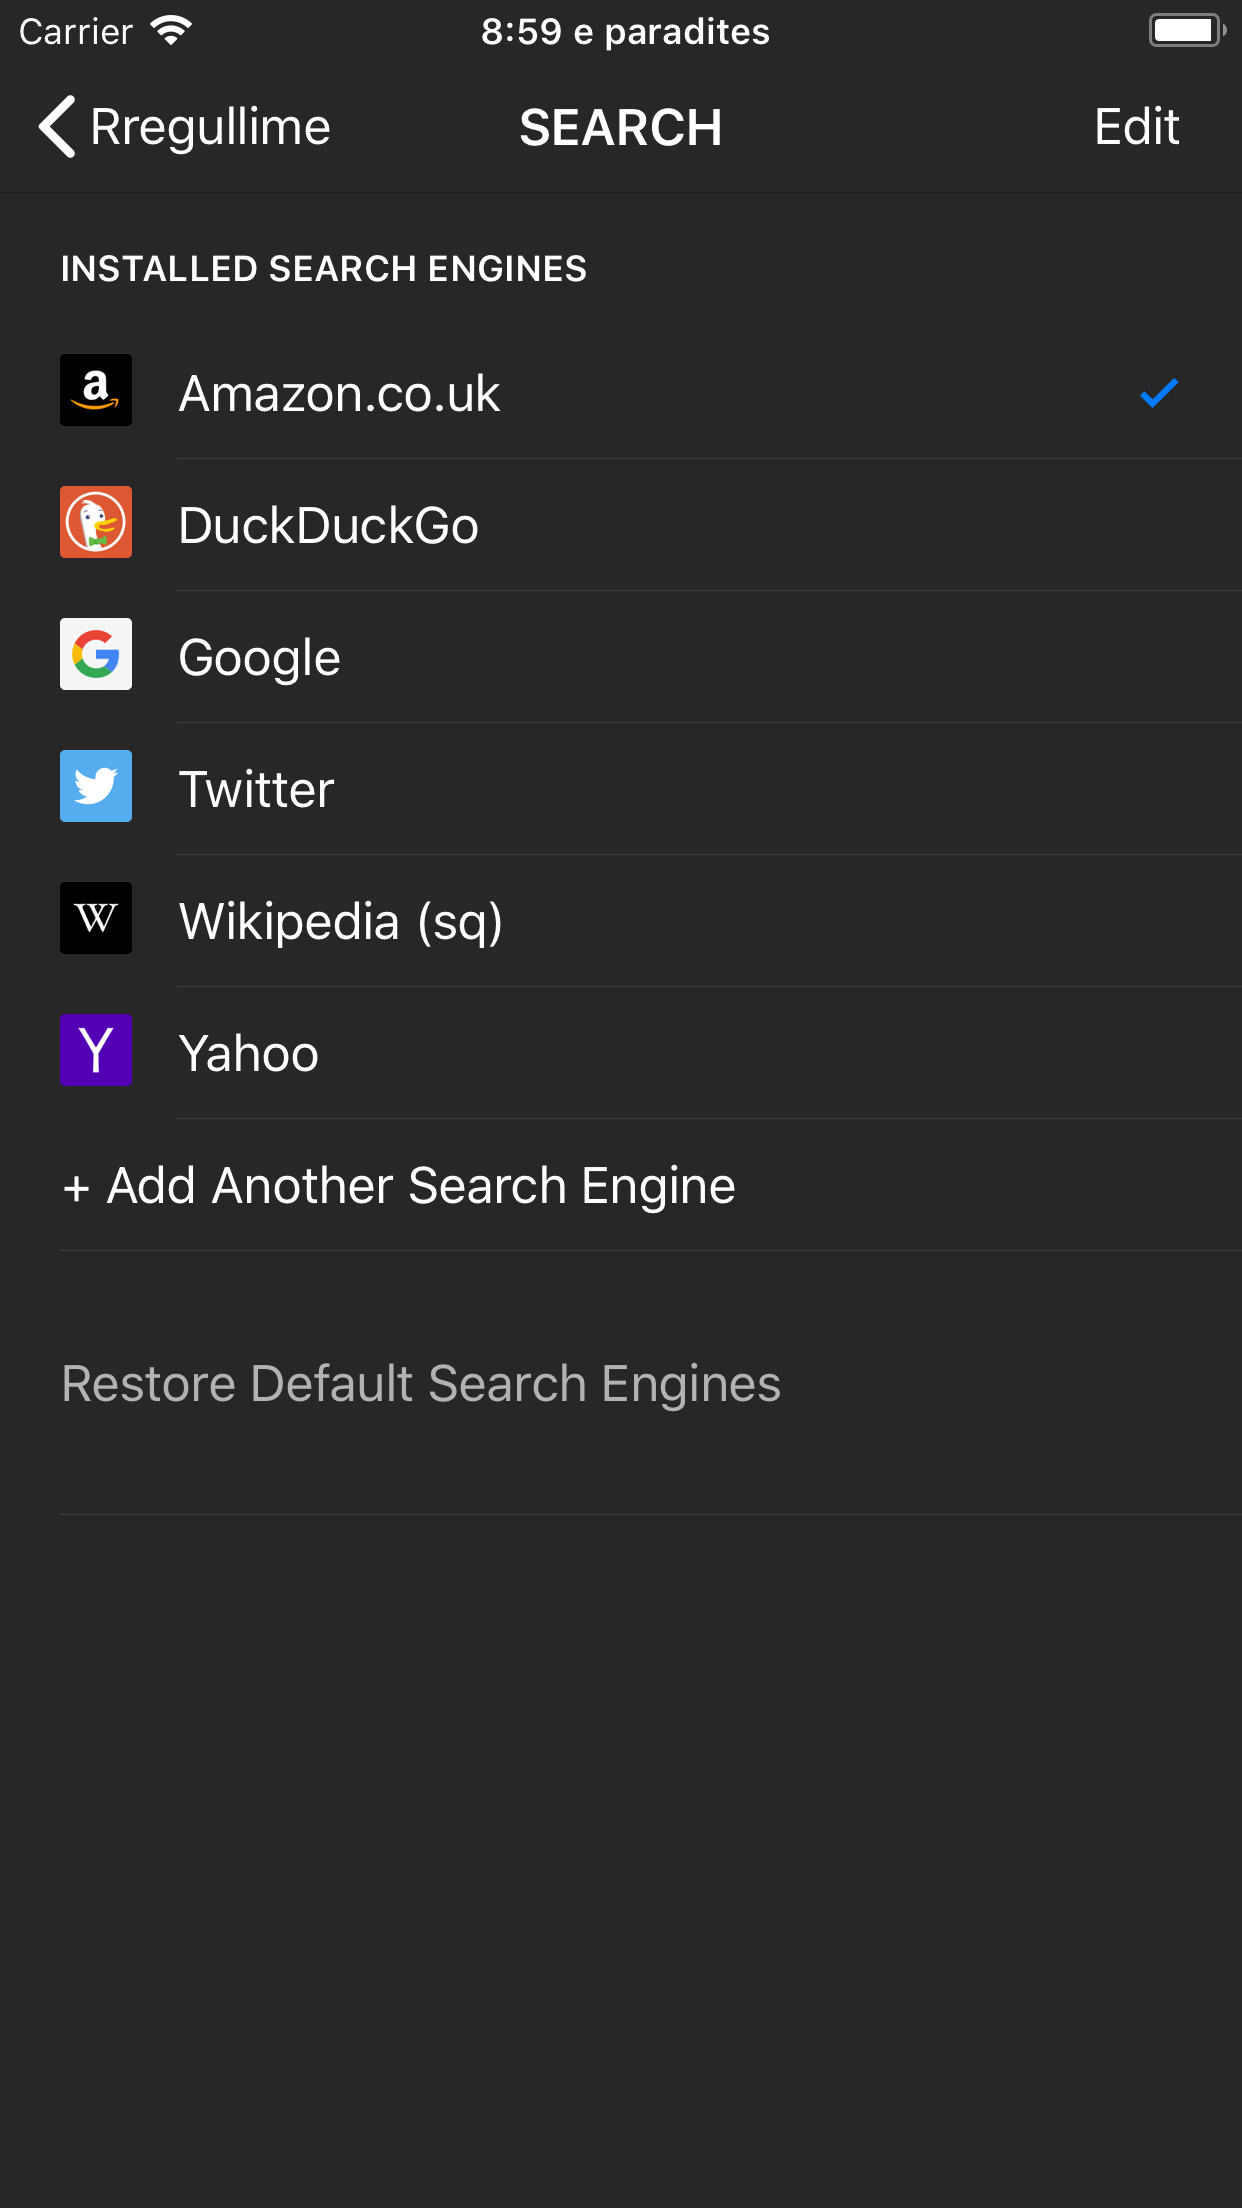 Carrier 8:59 e paradites
Rregullime SEARCH Edit
INSTALLED SEARCH ENGINES
a Amazon.co.uk
DuckDuckGo
G Google
Twitter
W Wikipedia (sq)
Y Yahoo
+ Add Another Search Engine
Restore Default Search Engines